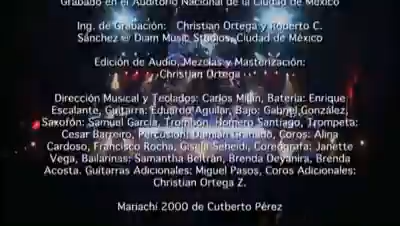 Grabado en el Auditorio Nacional de la Ciudad de México
Ing. de Grabación: Christian Ortega y Roberto C.
Sánchez @ Diam Music Studios, Ciudad de México
Edición de Audio, Mezclas y Masterización:
Christian Ortega
Dirección Musical y Teclados: Carlos Milán, Batería: Enrique
Escalante, Guitarra: Eduardo Aguilar, Bajo: Gabriel González,
Saxofón: Samuel García, Trombón: Homero Santiago, Trompeta:
Cesar Barreiro, Percusión: Damián Granado, Coros: Alina
Cardoso, Francisco Rocha, Gisela Seheidi, Coreógrafa: Janette
Vega, Bailarinas: Samantha Beltrán, Brenda Deyanira, Brenda
Acosta. Guitarras Adicionales: Miguel Pasos, Coros Adicionales:
Christian Ortega Z.
Mariachi 2000 de Cutberto Pérez